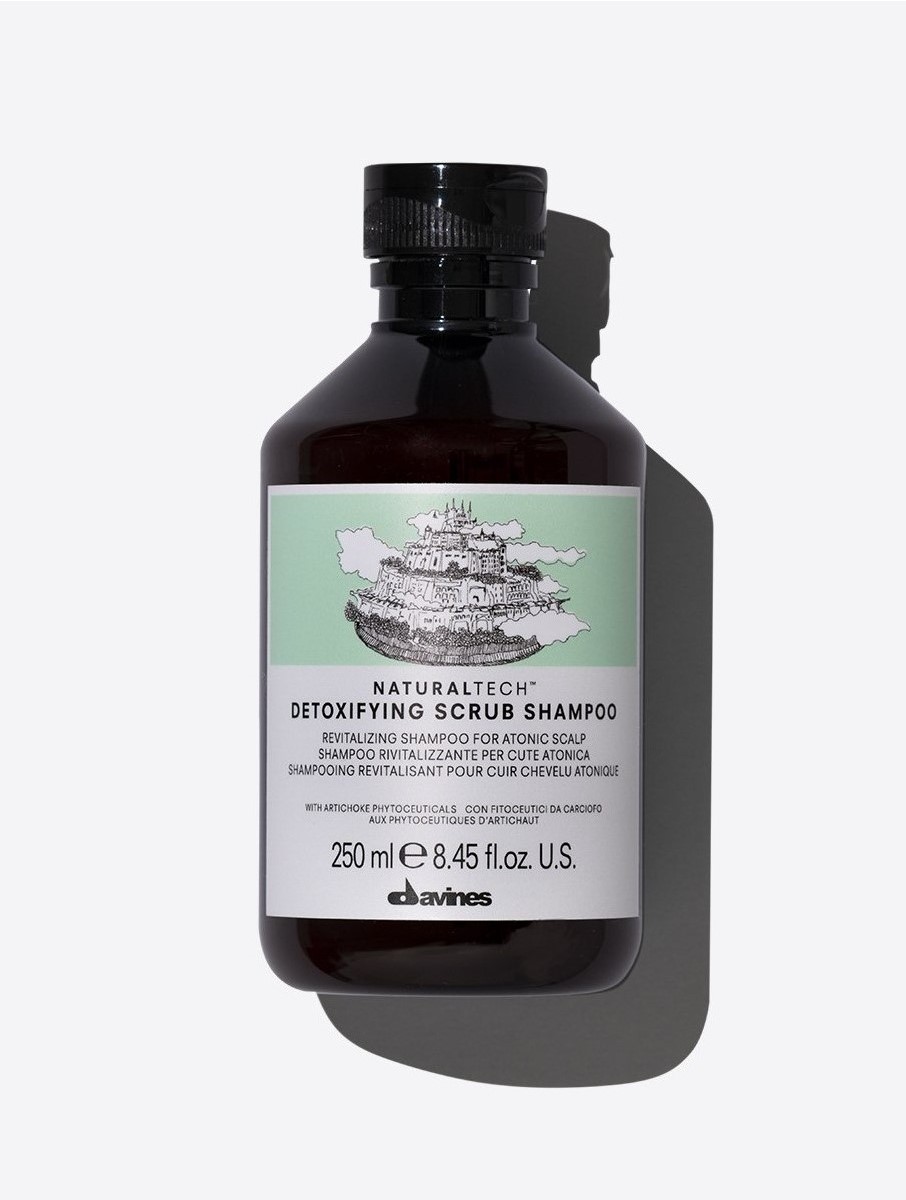 NATURALTECH™
DETOXIFYING SCRUB SHAMPOO
REVITALIZING SHAMPOO FOR ATONIC SCALP
SHAMPOO RIVITALIZZANTE PER CUTE ATONICA
SHAMPOOING REVITALISANT POUR CUIR CHEVELU ATONIQUE
WITH ARTICHOKE PHYTOCEUTICALS CON FITOCEUTICI DA CARCIOFO
AUX PHYTOCEUTIQUES D'ARTICHAUT
250 ml ℮ 8.45 fl.oz. U.S.
davines